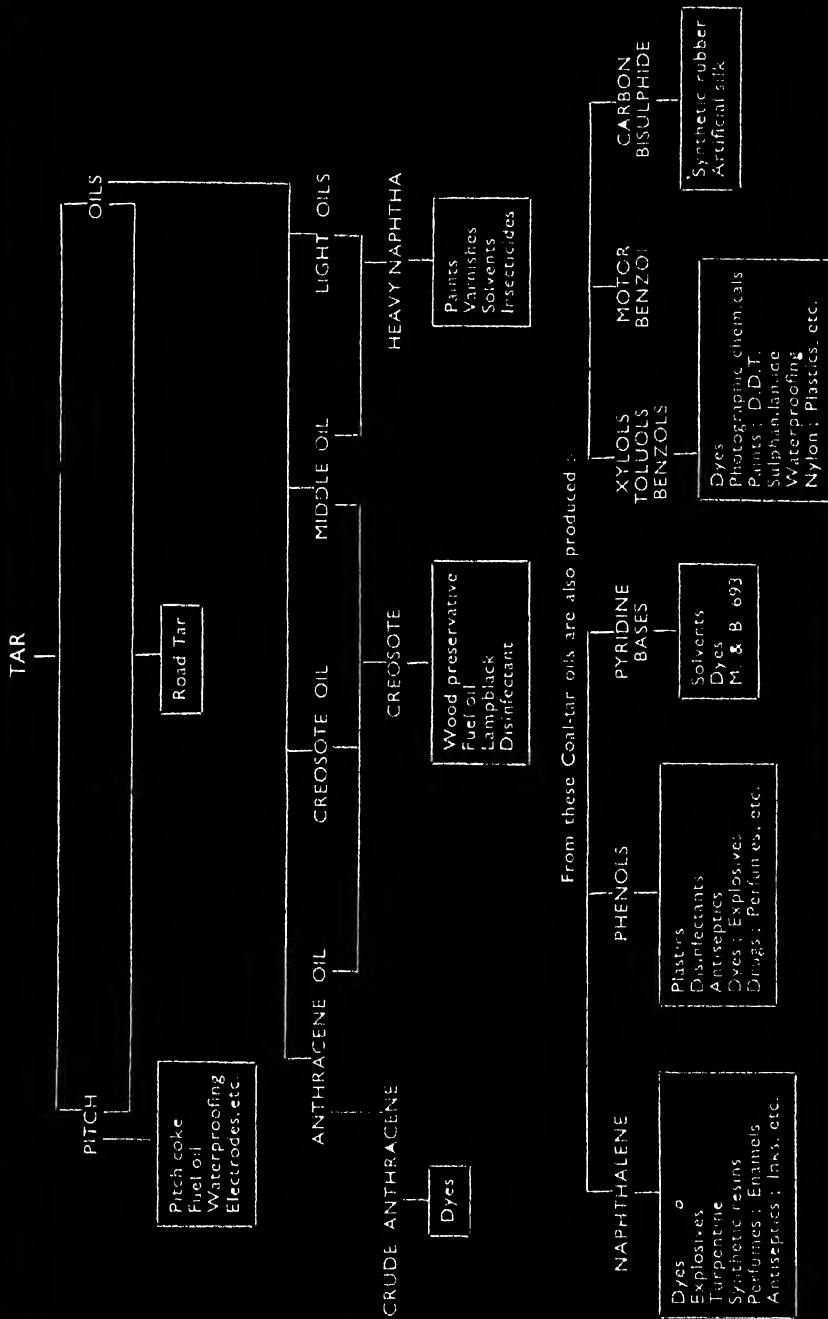 TAR
PITCH
OILS
Pitch coke
Fuel oil
Waterproofing
Electrodes, etc.
Road Tar
ANTHRACENE OIL
CREOSOTE OIL
MIDDLE OIL
LIGHT OILS
CRUDE ANTHRACENE
CREOSOTE
HEAVY NAPHTHA
Dyes
Wood preservative
Fuel oil
Lampblack
Disinfectant
Paints
Varnishes
Solvents
Insecticides
From these Coal-tar oils are also produced :-
NAPHTHALENE
PHENOLS
PYRIDINE
BASES
XYLOLS
TOLUOLS
BENZOLS
MOTOR
BENZOL
CARBON
BISULPHIDE
Dyes
Explosives
Turpentine
Synthetic resins
Perfumes : Enamels
Antiseptics : Inks, etc.
Plastics
Disinfectants
Antiseptics
Dyes : Explosives
Drugs : Perfumes, etc.
Solvents
Dyes
M. & B. 693
Dyes
Photographic chemicals
Paints : D.D.T.
Sulphanilamide
Waterproofing
Nylon : Plastics, etc.
Synthetic rubber
Artificial silk